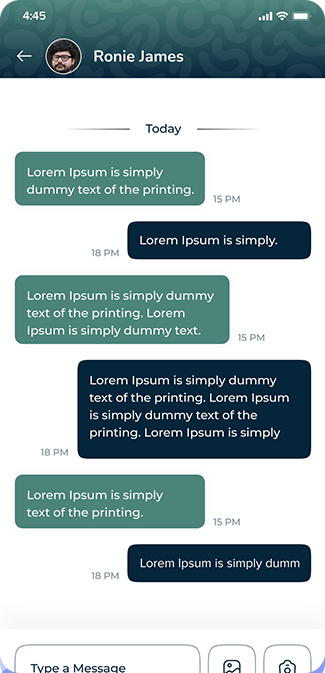 4:45
Ronie James
Today
Lorem Ipsum is simply
dummy text of the printing.
15 PM
Lorem Ipsum is simply.
18 PM
Lorem Ipsum is simply dummy
text of the printing. Lorem
Ipsum is simply dummy text.
15 PM
Lorem Ipsum is simply dummy
text of the printing. Lorem Ipsum
is simply dummy text of the
printing. Lorem Ipsum is simply
18 PM
Lorem Ipsum is simply
text of the printing.
15 PM
Lorem Ipsum is simply dumm
18 PM
Type a Message